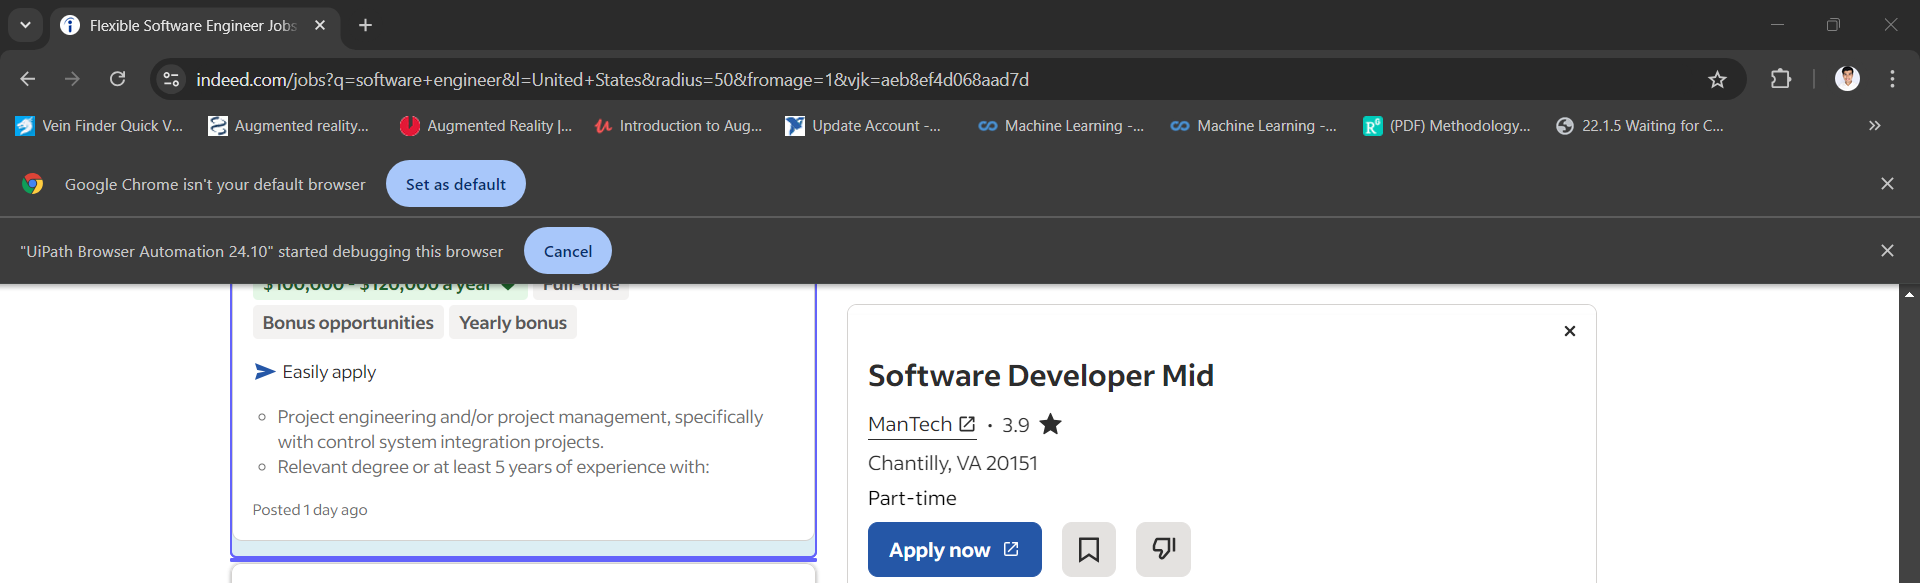 Flexible Software Engineer Jobs
indeed.com/jobs?q=software+engineer&l=United+States&radius=50&fromage=1&vjk=aeb8ef4d068aad7d
Vein Finder Quick V...
Augmented reality...
Augmented Reality |...
Introduction to Aug...
Update Account -...
Machine Learning -...
Machine Learning -...
(PDF) Methodology...
22.1.5 Waiting for C...
Google Chrome isn't your default browser
Set as default
"UiPath Browser Automation 24.10" started debugging this browser
Cancel
$100,000 - $120,000 a year
Full-time
Bonus opportunities
Yearly bonus
Easily apply
Project engineering and/or project management, specifically
with control system integration projects.
Relevant degree or at least 5 years of experience with:
Posted 1 day ago
Software Developer Mid
ManTech · 3.9
Chantilly, VA 20151
Part-time
Apply now